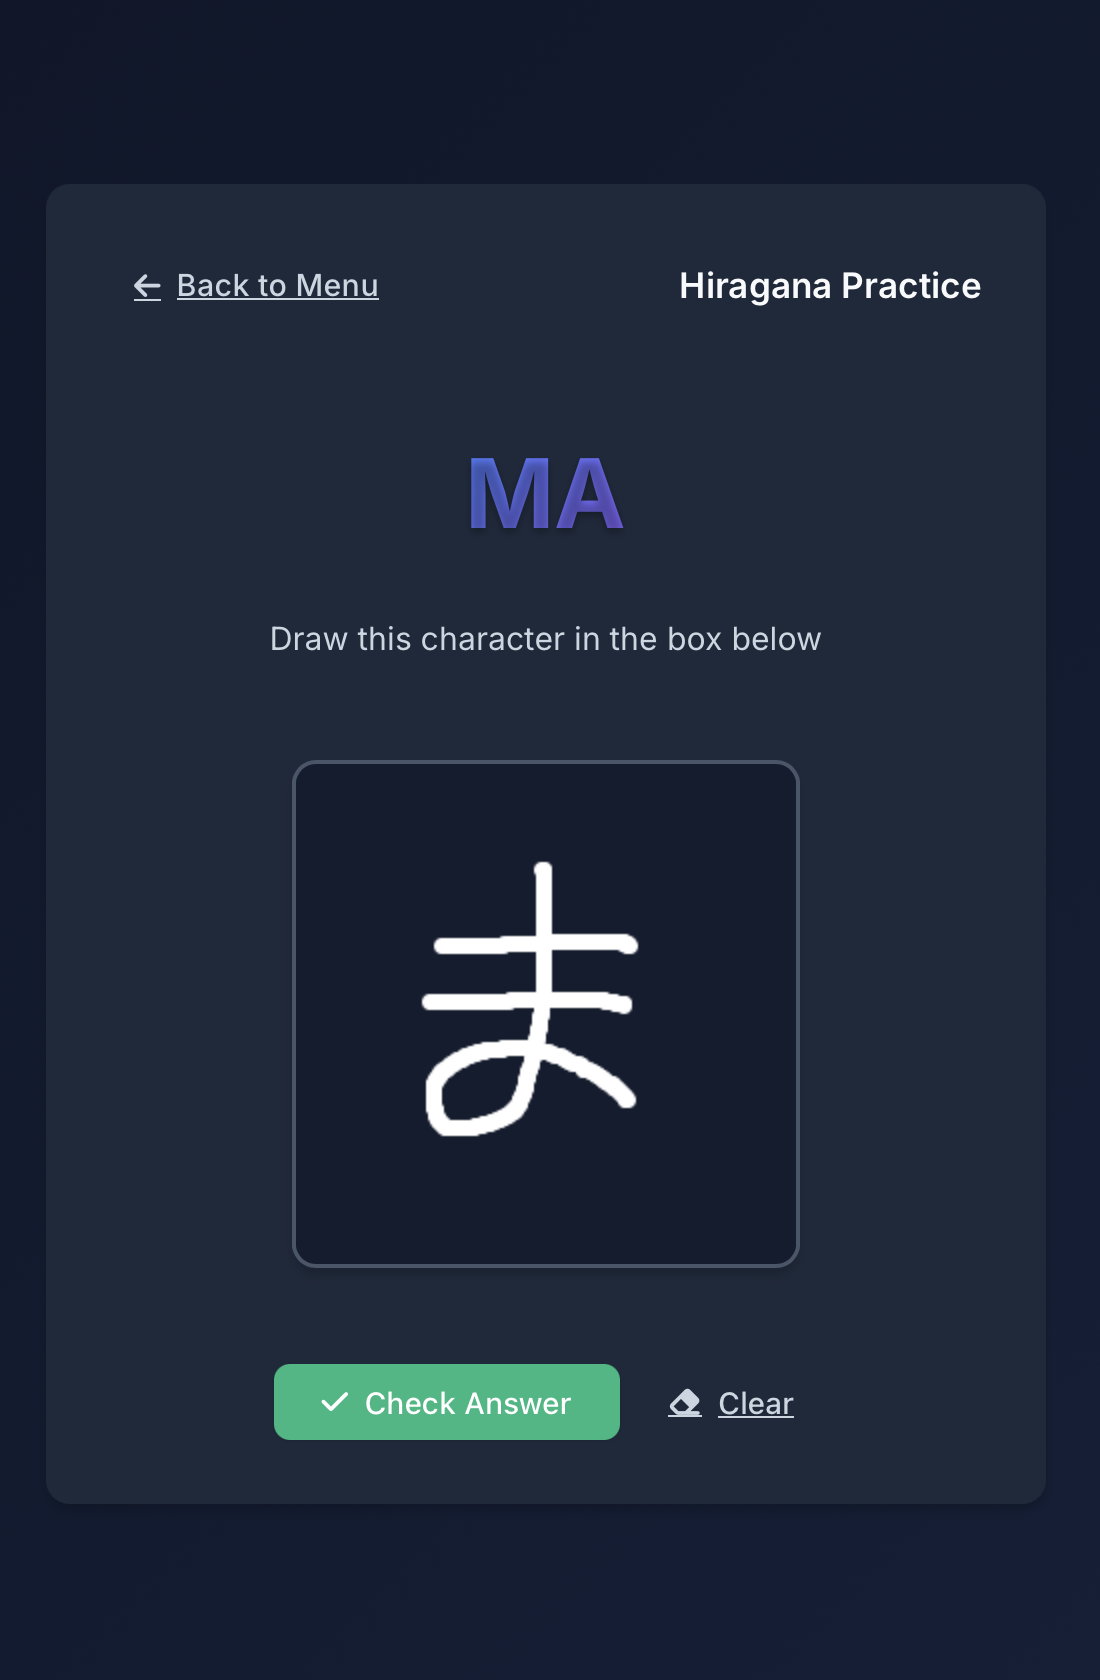 Back to Menu
Hiragana Practice
MA
Draw this character in the box below
ま
Check Answer
Clear